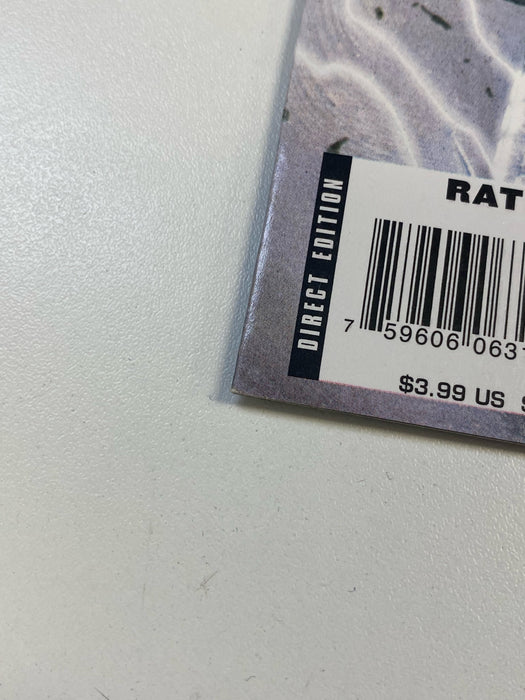 RAT
DIRECT EDITION
7 59606 063
$3.99 US